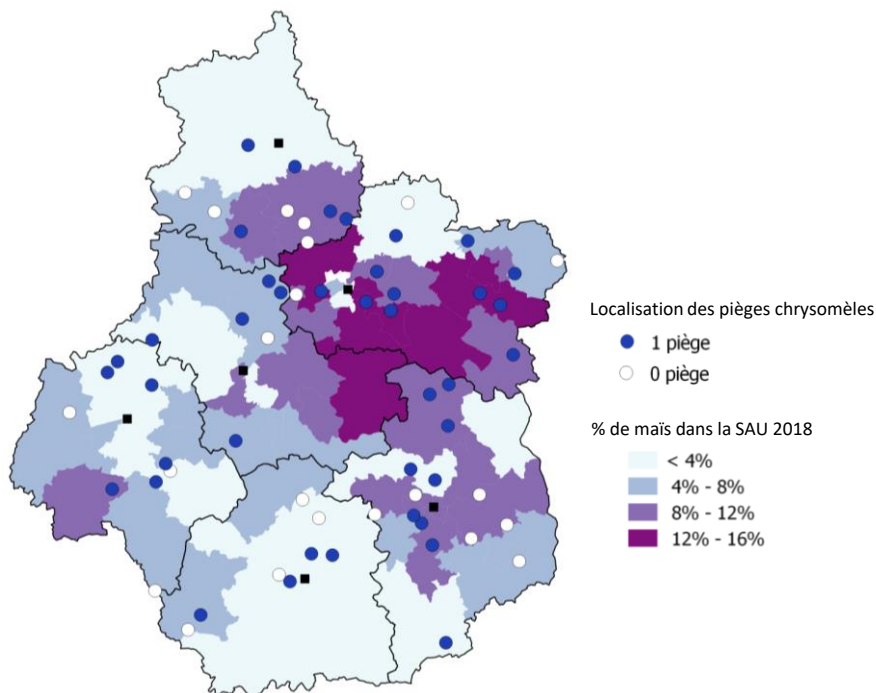 Localisation des pièges chrysomèles
1 piège
0 piège
% de maïs dans la SAU 2018
< 4%
4% - 8%
8% - 12%
12% - 16%